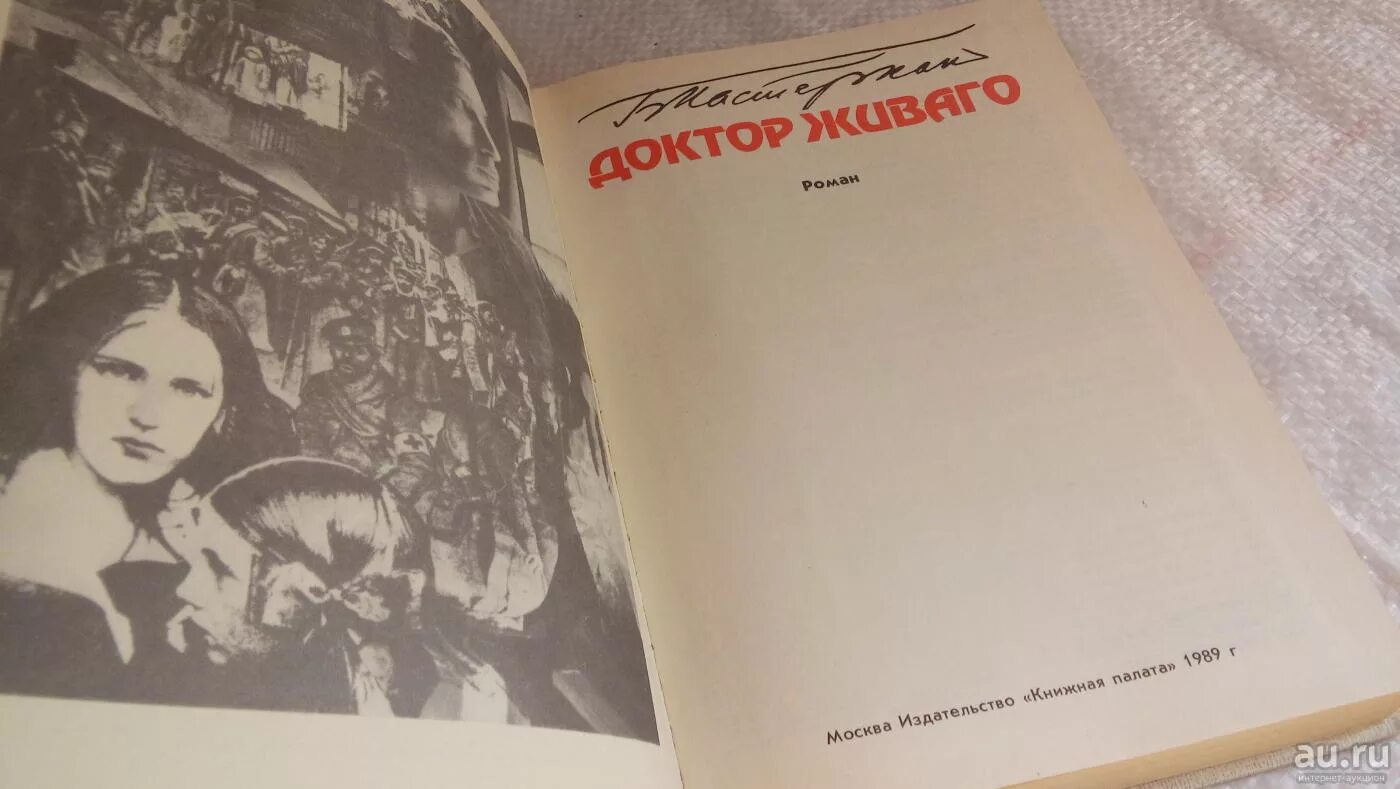 Б Пастернак
ДОКТОР ЖИВАГО
Роман
Москва Издательство «Книжная палата» 1989 г
au.ru
интернет-аукцион